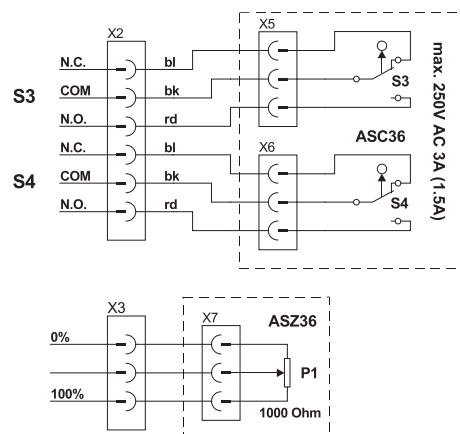 X2
X5
N.C.
bl
S3
COM
bk
S3
N.O.
rd
ASC36
N.C.
bl
X6
S4
COM
bk
S4
N.O.
rd
max. 250V AC 3A (1.5A)
X3
X7
ASZ36
0%
P1
100%
1000 Ohm